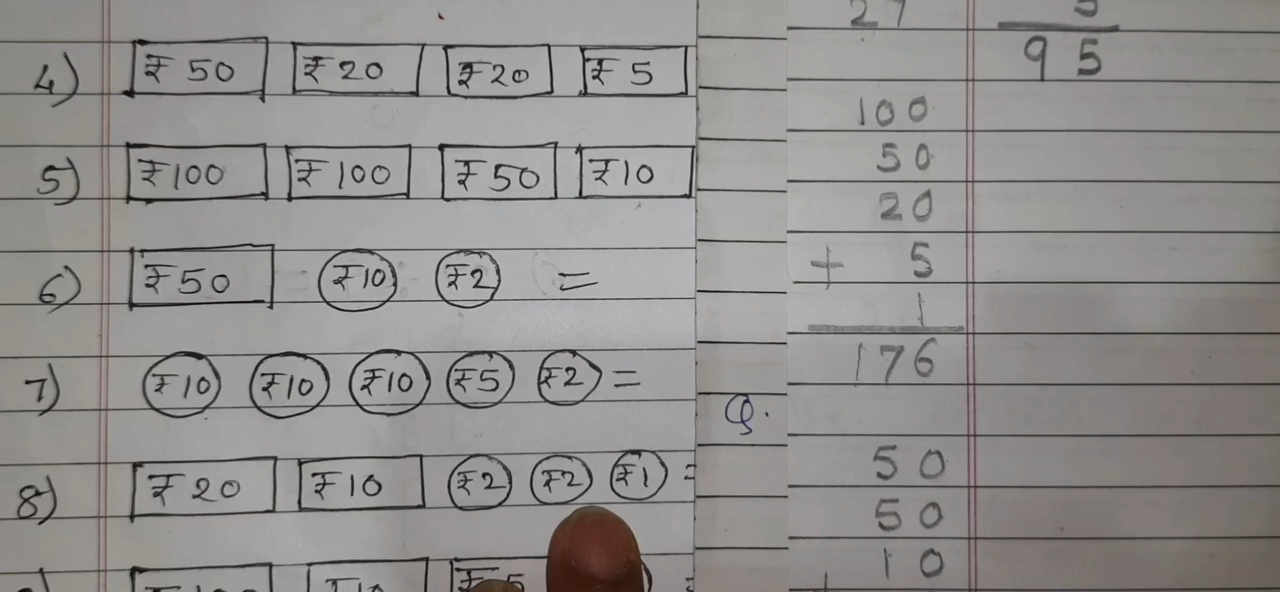 4) ₹50 ₹20 ₹20 ₹5
5) ₹100 ₹100 ₹50 ₹10
6) ₹50 ₹10 ₹2 =
7) ₹10 ₹10 ₹10 ₹5 ₹2 =
8) ₹20 ₹10 ₹2 ₹2 ₹1 =
Q.
27
100
50
20
+ 5
1
176
50
50
10
95